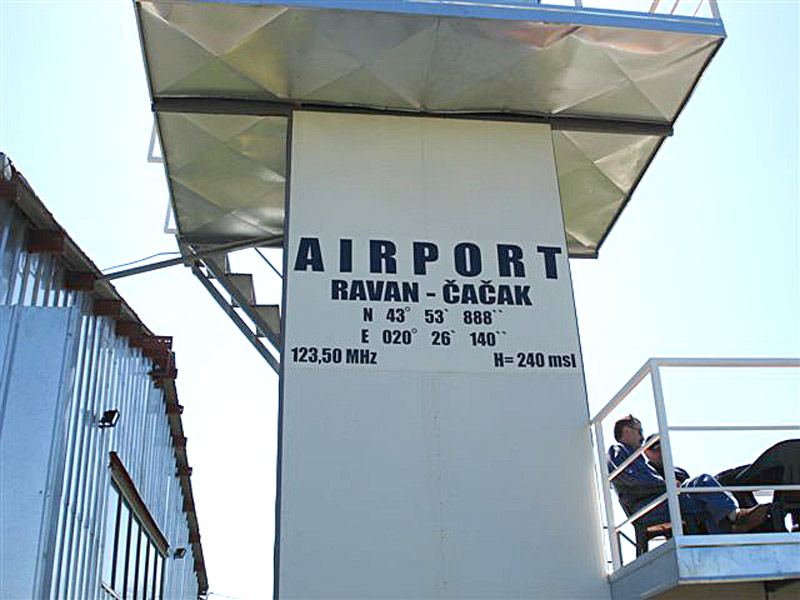 AIRPORT
RAVAN - ČAČAK
N 43° 53` 888``
E 020° 26` 140``
123,50 MHz H= 240 msl